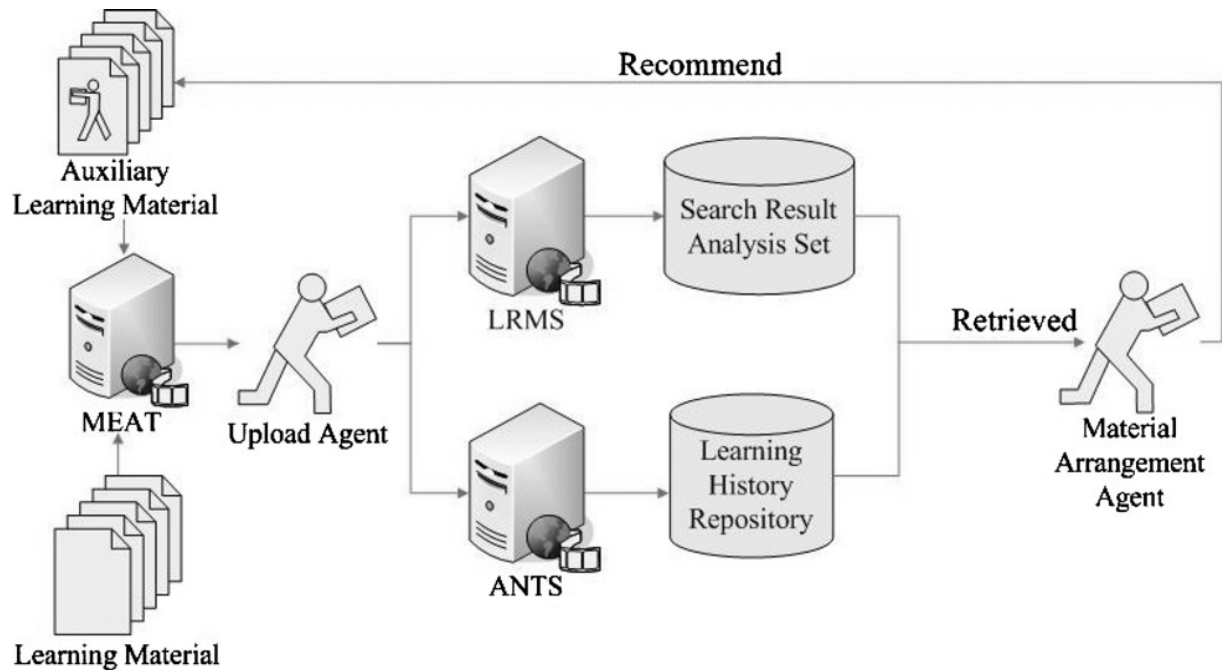 Recommend
Auxiliary
Learning Material
LRMS
Search Result
Analysis Set
MEAT
Upload Agent
Retrieved
Material
Arrangement
Agent
ANTS
Learning
History
Repository
Learning Material